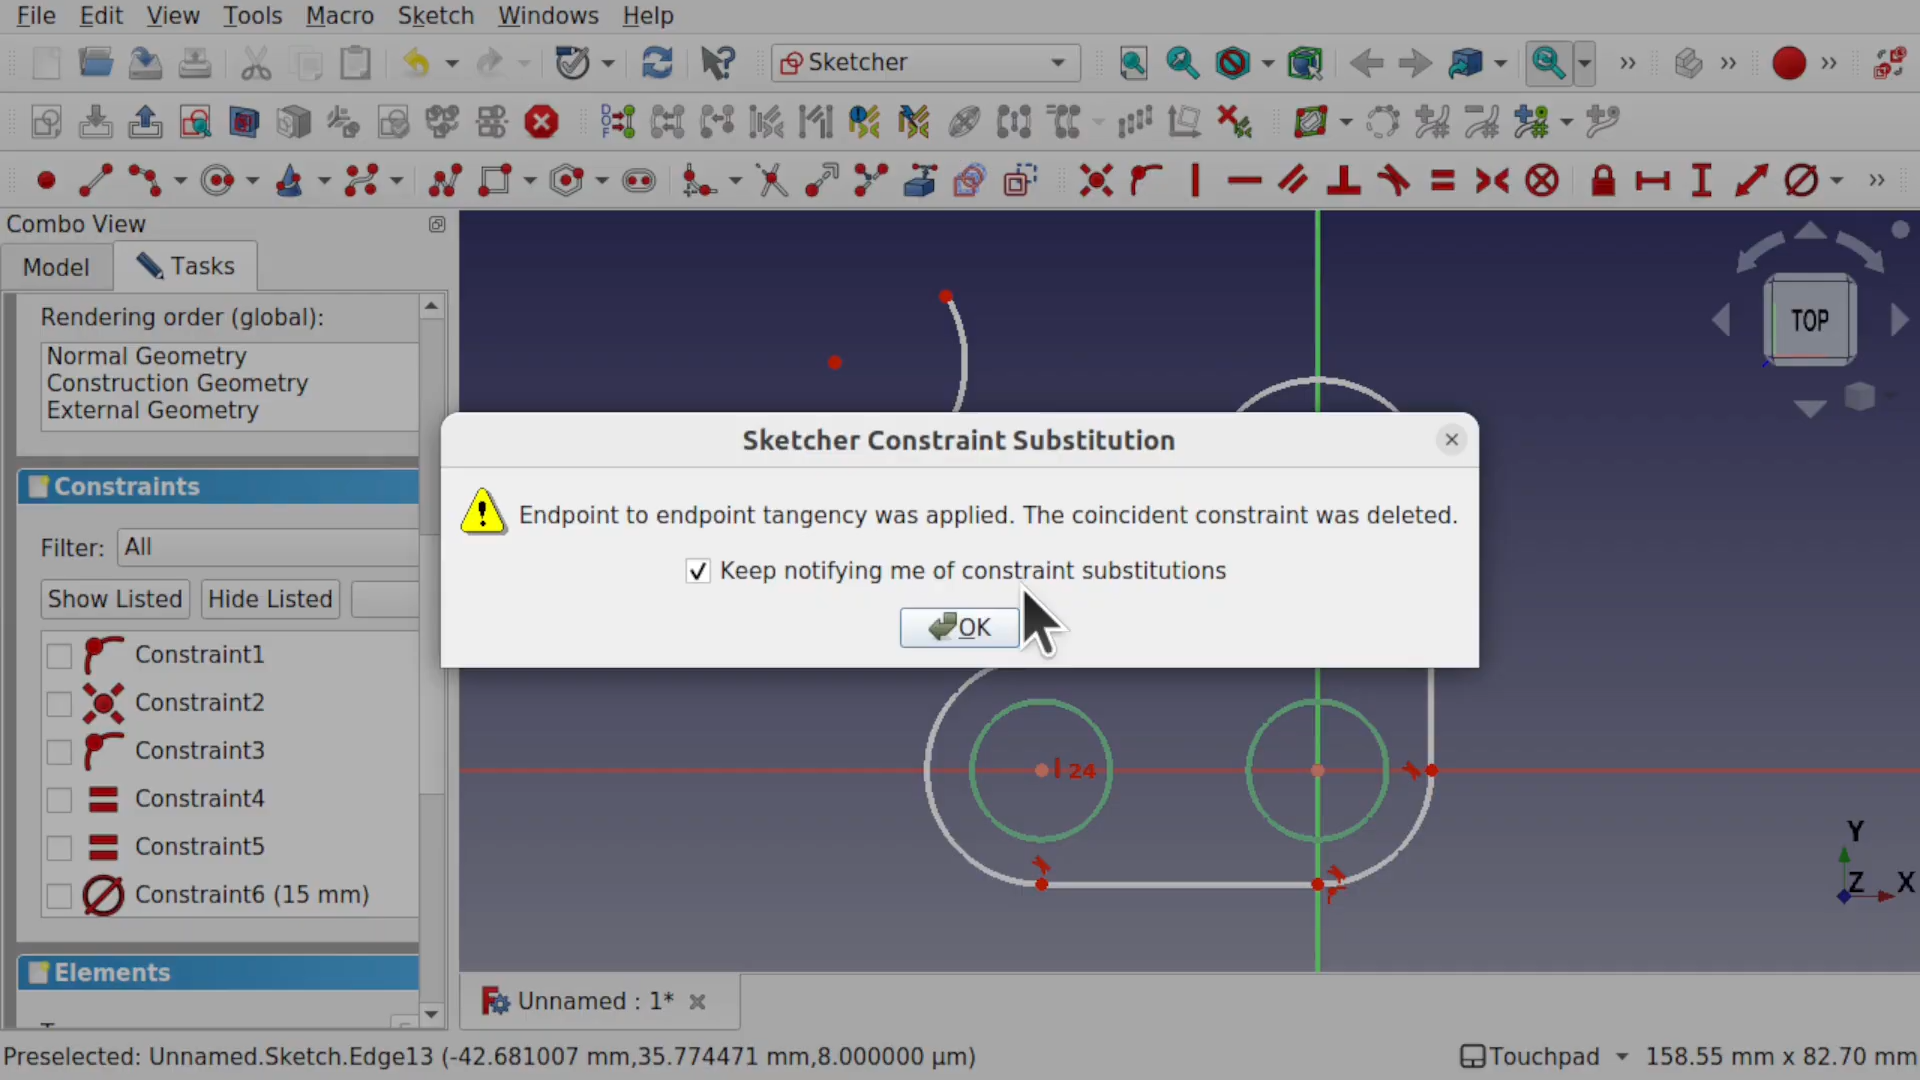 File Edit View Tools Macro Sketch Windows Help
Sketcher
Combo View
Model Tasks
Rendering order (global):
Normal Geometry
Construction Geometry
External Geometry
Constraints
Filter: All
Show Listed Hide Listed
Constraint1
Constraint2
Constraint3
Constraint4
Constraint5
Constraint6 (15 mm)
Elements
TOP
Sketcher Constraint Substitution
Endpoint to endpoint tangency was applied. The coincident constraint was deleted.
Keep notifying me of constraint substitutions
OK
24
Y
Z X
Unnamed : 1*
Preselected: Unnamed.Sketch.Edge13 (-42.681007 mm,35.774471 mm,8.000000 µm)
Touchpad 158.55 mm x 82.70 mm